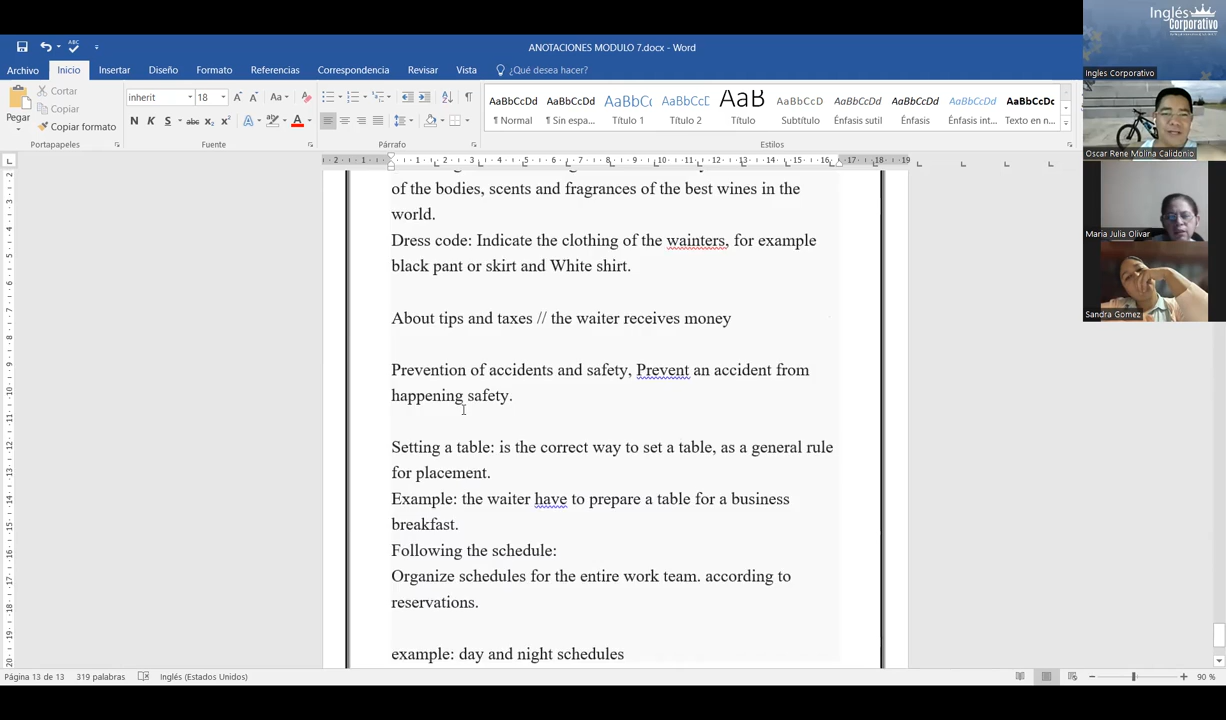 ANOTACIONES MODULO 7.docx - Word
Archivo Inicio Insertar Diseño Formato Referencias Correspondencia Revisar Vista ¿Qué desea hacer?
Pegar
Cortar
Copiar
Copiar formato
Portapapeles
inherit 18
Fuente
Párrafo
AaBbCcDd AaBbCcDd AaBbC( AaBbCcD AaB AaBbCcD AaBbCcDd AaBbCcDd AaBbCcDd AaBbCcDc
¶ Normal ¶ Sin espa... Título 1 Título 2 Título Subtítulo Énfasis sutil Énfasis Énfasis int... Texto en n...
Estilos
of the bodies, scents and fragrances of the best wines in the
world.
Dress code: Indicate the clothing of the wainters, for example
black pant or skirt and White shirt.
About tips and taxes // the waiter receives money
Prevention of accidents and safety, Prevent an accident from
happening safety.
Setting a table: is the correct way to set a table, as a general rule
for placement.
Example: the waiter have to prepare a table for a business
breakfast.
Following the schedule:
Organize schedules for the entire work team. according to
reservations.
example: day and night schedules
Página 13 de 13 319 palabras Inglés (Estados Unidos) 90 %
Inglés
Corporativo
Ingles Corporativo
Oscar Rene Molina Calidonio
Maria Julia Olivar
Sandra Gomez